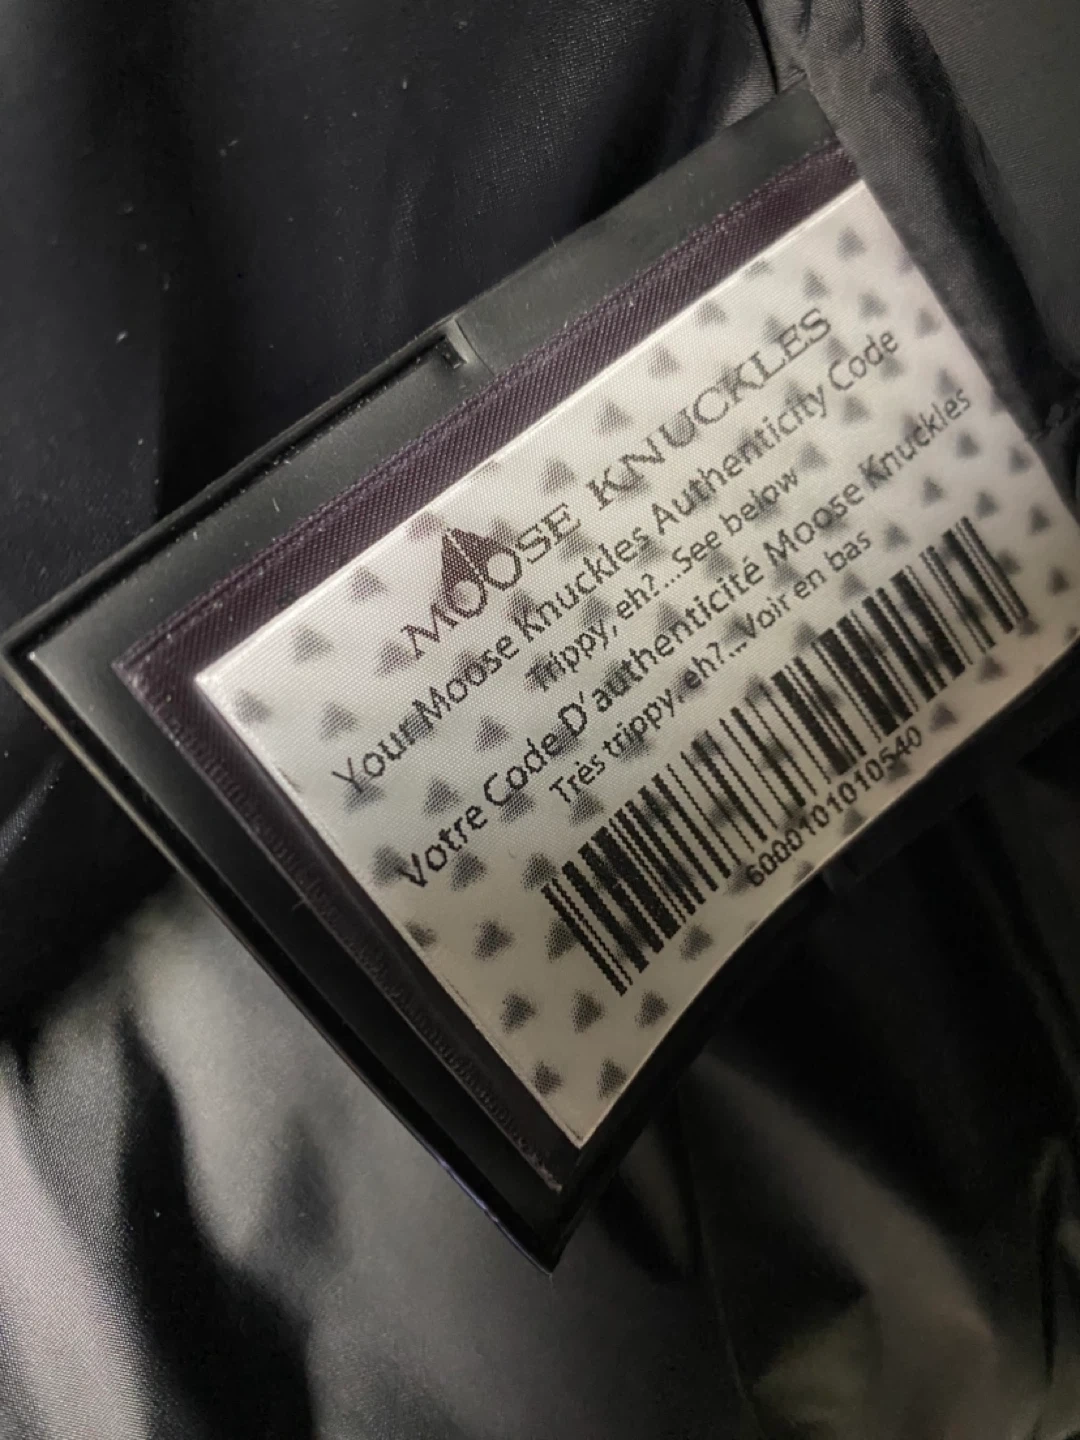 MOOSE KNUCKLES
Your Moose Knuckles Authenticity Code
Trippy, eh? ...See below
Votre Code D'authenticité Moose Knuckles
Très trippy, eh?...Voir en bas
6000101010540